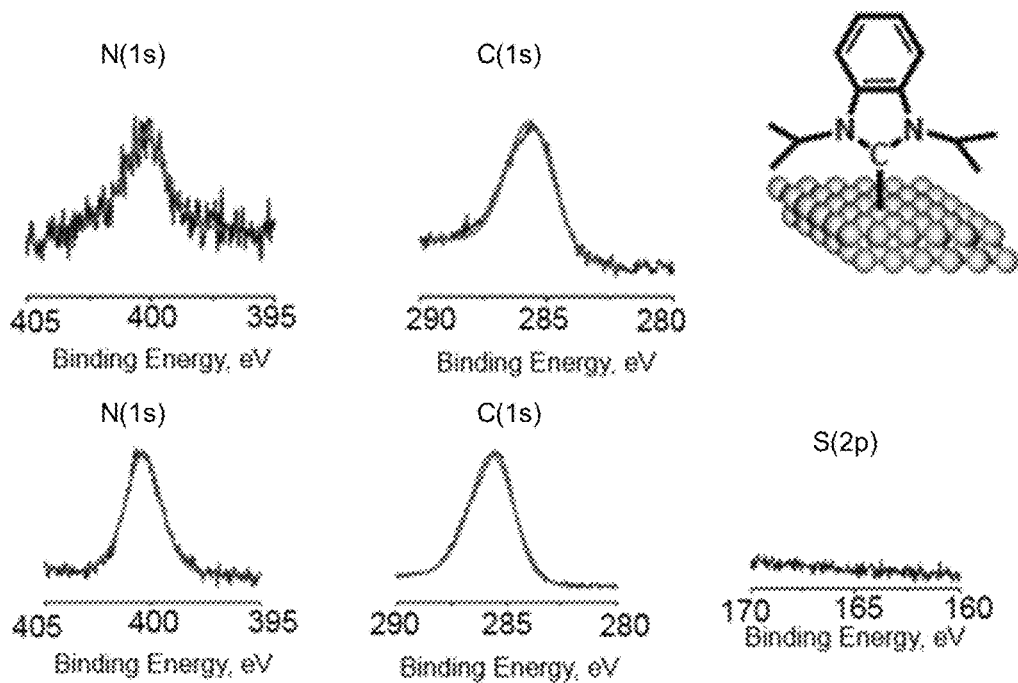 N(1s)
C(1s)
N
N
C
405
400
395
290
285
280
Binding Energy, eV
Binding Energy, eV
N(1s)
C(1s)
S(2p)
405
400
395
290
285
280
170
165
160
Binding Energy, eV
Binding Energy, eV
Binding Energy, eV